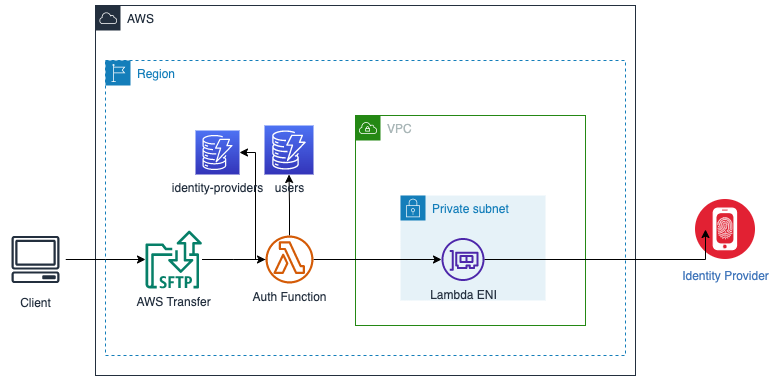 AWS
Region
VPC
identity-providers
users
Private subnet
SFTP
Client
AWS Transfer
Auth Function
Lambda ENI
Identity Provider